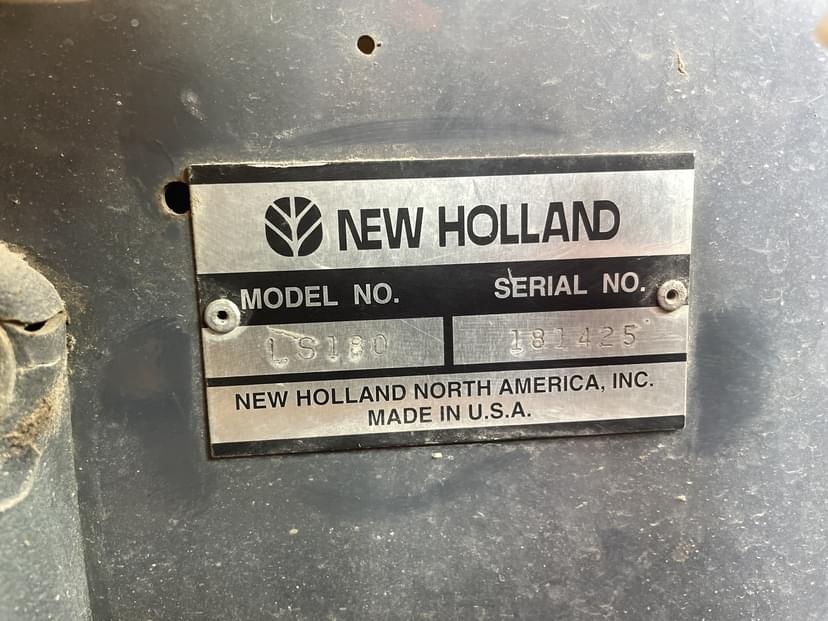 NEW HOLLAND
MODEL NO. SERIAL NO.
LS180 181425
NEW HOLLAND NORTH AMERICA, INC.
MADE IN U.S.A.